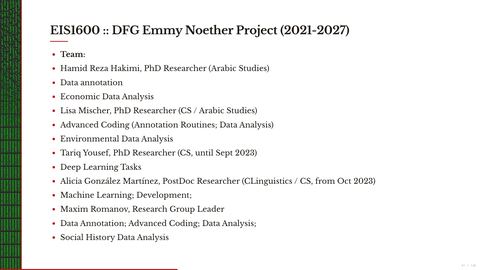 EIS1600 :: DFG Emmy Noether Project (2021-2027)
• Team:
• Hamid Reza Hakimi, PhD Researcher (Arabic Studies)
• Data annotation
• Economic Data Analysis
• Lisa Mischer, PhD Researcher (CS / Arabic Studies)
• Advanced Coding (Annotation Routines; Data Analysis)
• Environmental Data Analysis
• Tariq Yousef, PhD Researcher (CS, until Sept 2023)
• Deep Learning Tasks
• Alicia González Martínez, PostDoc Researcher (CLinguistics / CS, from Oct 2023)
• Machine Learning; Development;
• Maxim Romanov, Research Group Leader
• Data Annotation; Advanced Coding; Data Analysis;
• Social History Data Analysis